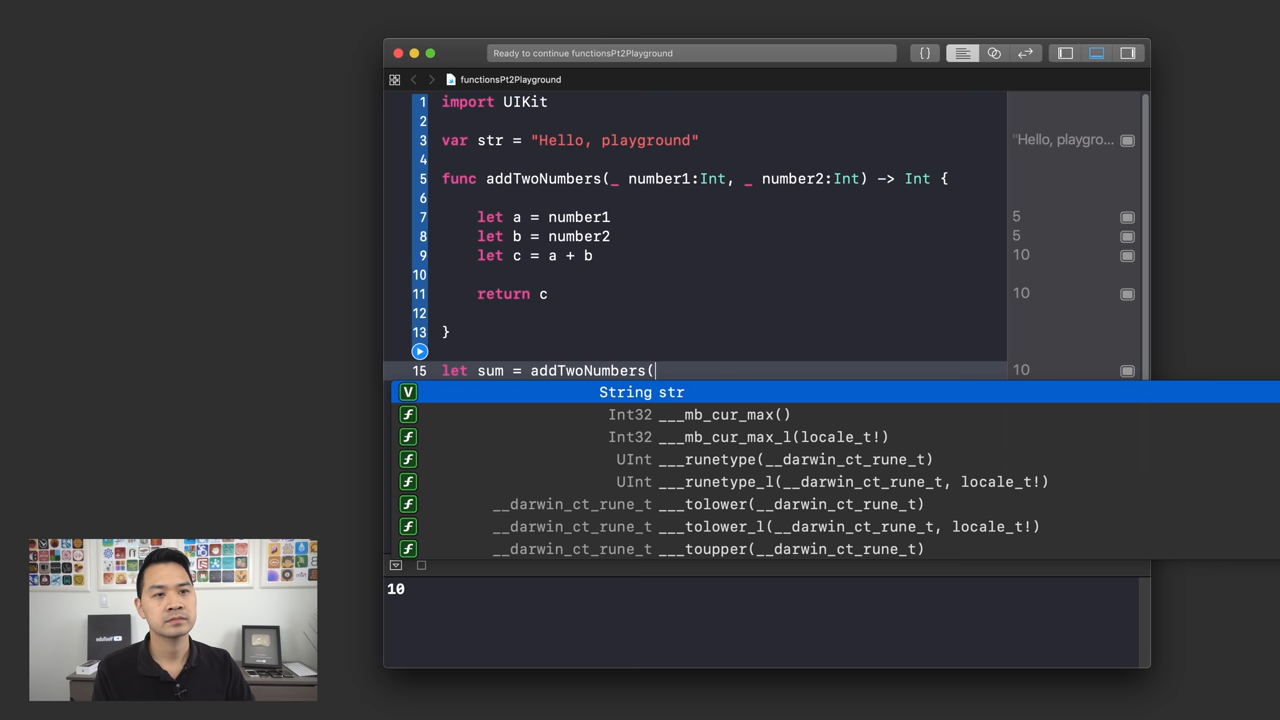 Ready to continue functionsPt2Playground
{}
functionsPt2Playground
1 import UIKit
2
3 var str = "Hello, playground" "Hello, playgro...
4
5 func addTwoNumbers(_ number1:Int, _ number2:Int) -> Int {
6
7 let a = number1 5
8 let b = number2 5
9 let c = a + b 10
10
11 return c 10
12
13 }
15 let sum = addTwoNumbers( 10
V String str
f Int32 ___mb_cur_max()
f Int32 ___mb_cur_max_l(locale_t!)
f UInt ___runetype(__darwin_ct_rune_t)
f UInt ___runetype_l(__darwin_ct_rune_t, locale_t!)
f __darwin_ct_rune_t ___tolower(__darwin_ct_rune_t)
f __darwin_ct_rune_t ___tolower_l(__darwin_ct_rune_t, locale_t!)
f __darwin_ct_rune_t ___toupper(__darwin_ct_rune_t)
10